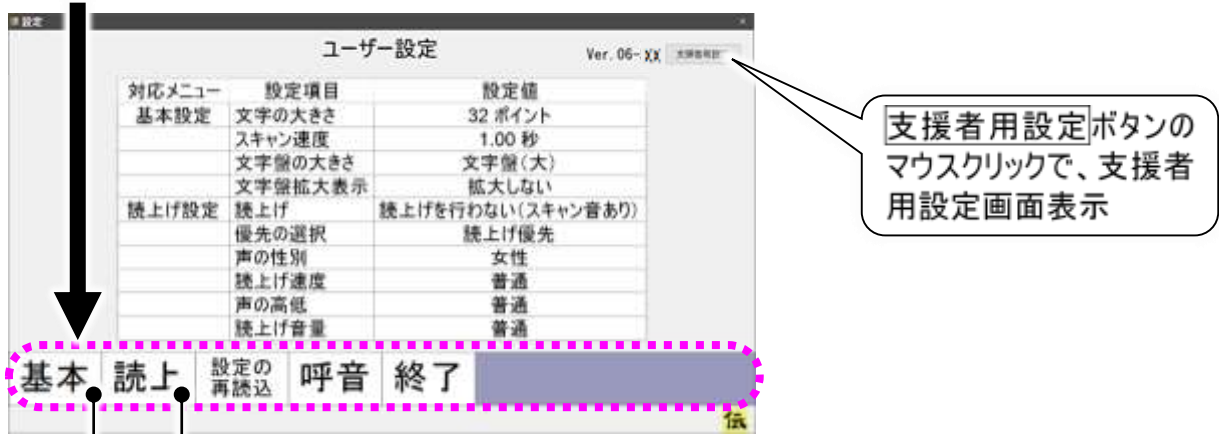 設定
ユーザー設定
Ver. 06-XX
対応メニュー 設定項目 設定値
基本設定 文字の大きさ 32 ポイント
スキャン速度 1.00 秒
文字盤の大きさ 文字盤(大)
文字盤拡大表示 拡大しない
読上げ設定 読上げ 読上げを行わない(スキャン音あり)
優先の選択 読上げ優先
声の性別 女性
読上げ速度 普通
声の高低 普通
読上げ音量 普通
支援者用設定ボタンの
マウスクリックで、支援者
用設定画面表示
基本 読上 設定の再読込 呼音 終了
伝